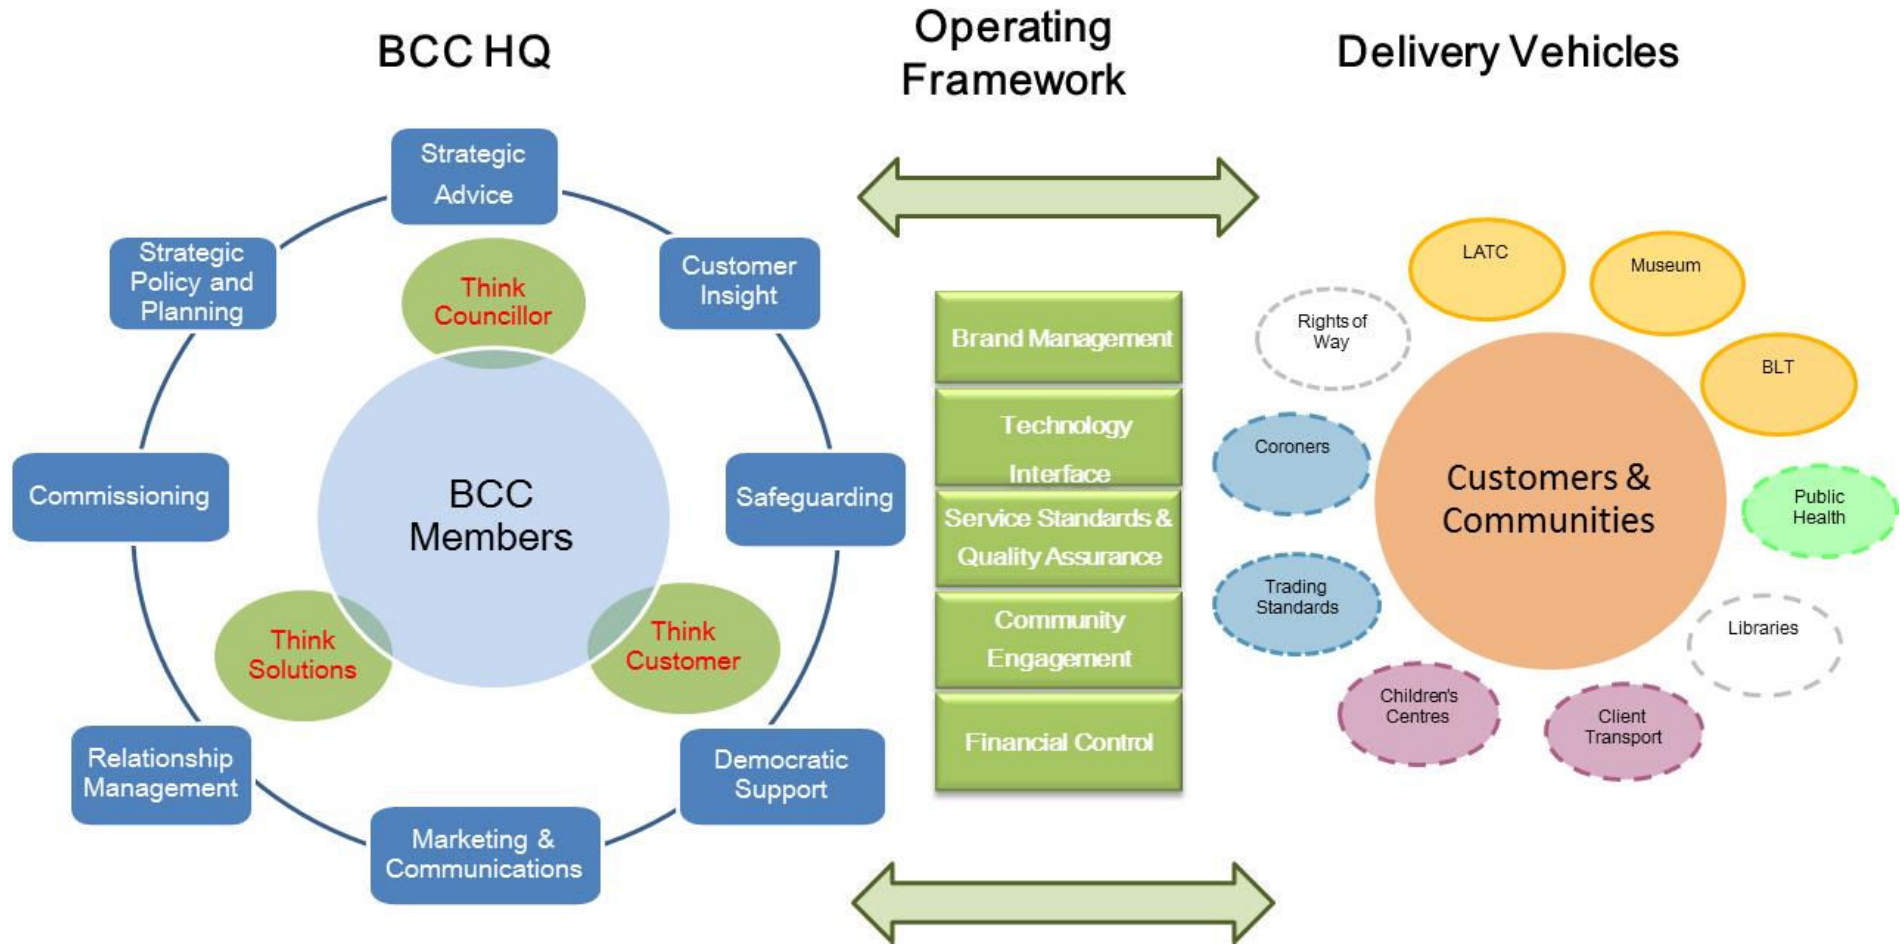 BCC HQ
Operating
Framework
Delivery Vehicles
Strategic
Advice
Strategic
Policy and
Planning
Customer
Insight
Think
Councillor
Commissioning
BCC
Members
Safeguarding
Think
Solutions
Think
Customer
Relationship
Management
Democratic
Support
Marketing &
Communications
Brand Management
Technology
Interface
Service Standards &
Quality Assurance
Community
Engagement
Financial Control
LATC
Museum
Rights of
Way
BLT
Coroners
Customers &
Communities
Public
Health
Trading
Standards
Libraries
Children's
Centres
Client
Transport